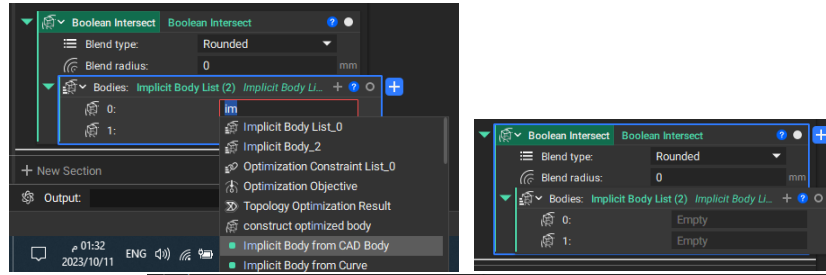 Boolean Intersect Boolean Intersect
Blend type: Rounded
Blend radius: 0 mm
Bodies: Implicit Body List (2) Implicit Body Li...
0: im
1:
Implicit Body List_0
Implicit Body_2
Optimization Constraint List_0
Optimization Objective
Topology Optimization Result
construct optimized body
Implicit Body from CAD Body
Implicit Body from Curve
+ New Section
Output:
01:32 م
2023/10/11
ENG
Boolean Intersect Boolean Intersect
Blend type: Rounded
Blend radius: 0 mm
Bodies: Implicit Body List (2) Implicit Body Li...
0: Empty
1: Empty